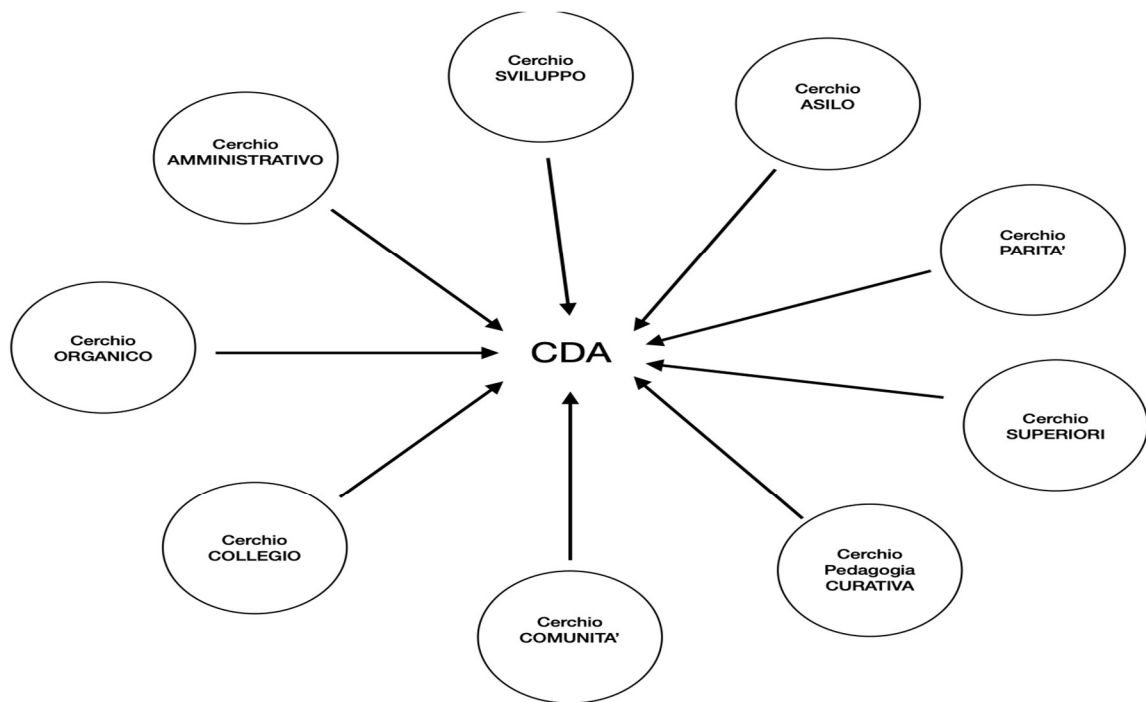 Cerchio
SVILUPPO
Cerchio
ASILO
Cerchio
AMMINISTRATIVO
Cerchio
PARITA’
Cerchio
ORGANICO
CDA
Cerchio
SUPERIORI
Cerchio
COLLEGIO
Cerchio
Pedagogia
CURATIVA
Cerchio
COMUNITA’